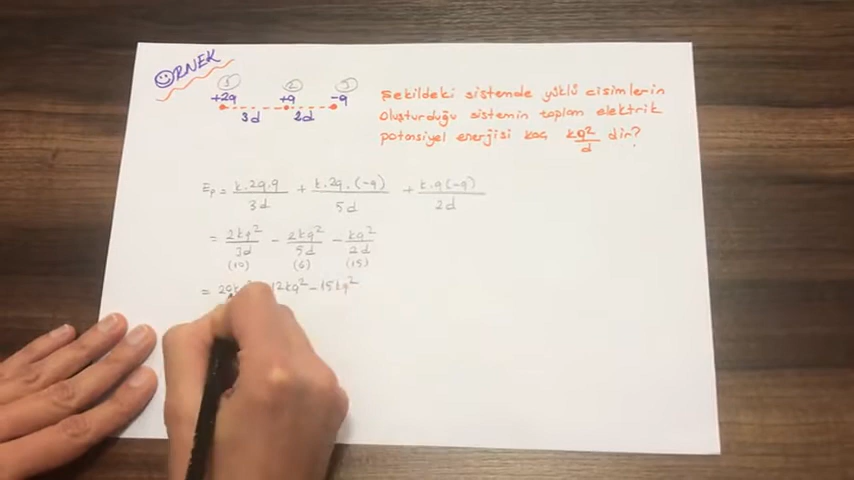 ÖRNEK
1 2 3
+2q +q -q
3d 2d
Şekildeki sistemde yüklü cisimlerin
oluşturduğu sistemin toplam elektrik
potansiyel enerjisi kaç kq²/d dir?
Ep = k.2q.q/3d + k.2q.(-q)/5d + k.q(-q)/2d
= 2kq²/3d - 2kq²/5d - kq²/2d
(10) (6) (15)
= 12kq² - 15kq²